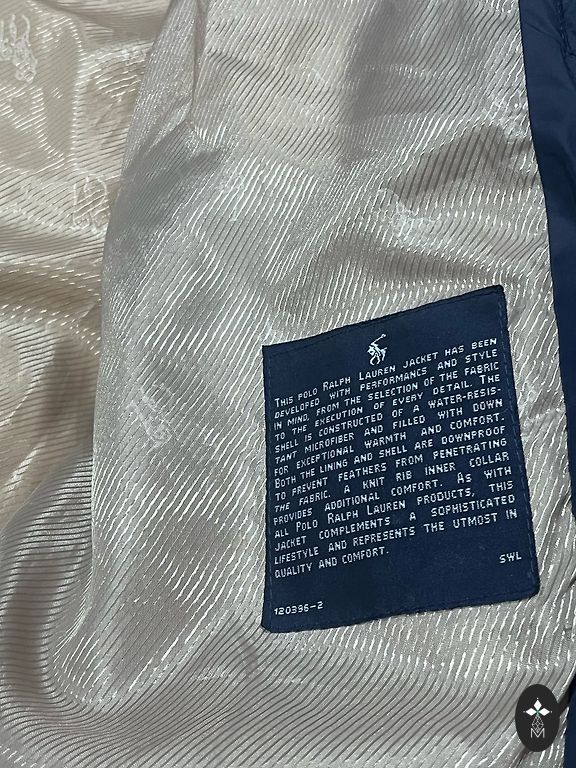 THIS POLO RALPH LAUREN JACKET HAS BEEN
DEVELOPED WITH PERFORMANCE AND STYLE
IN MIND, FROM THE SELECTION OF THE FABRIC
TO THE EXECUTION OF EVERY DETAIL. THE
SHELL IS CONSTRUCTED OF A WATER-RESIS-
TANT MICROFIBER AND FILLED WITH DOWN
FOR EXCEPTIONAL WARMTH AND COMFORT.
BOTH THE LINING AND SHELL ARE DOWNPROOF
TO PREVENT FEATHERS FROM PENETRATING
THE FABRIC. A KNIT RIB INNER COLLAR
PROVIDES ADDITIONAL COMFORT. AS WITH
ALL POLO RALPH LAUREN PRODUCTS, THIS
JACKET COMPLEMENTS A SOPHISTICATED
LIFESTYLE AND REPRESENTS THE UTMOST IN
QUALITY AND COMFORT.
SWL
120396-2
M